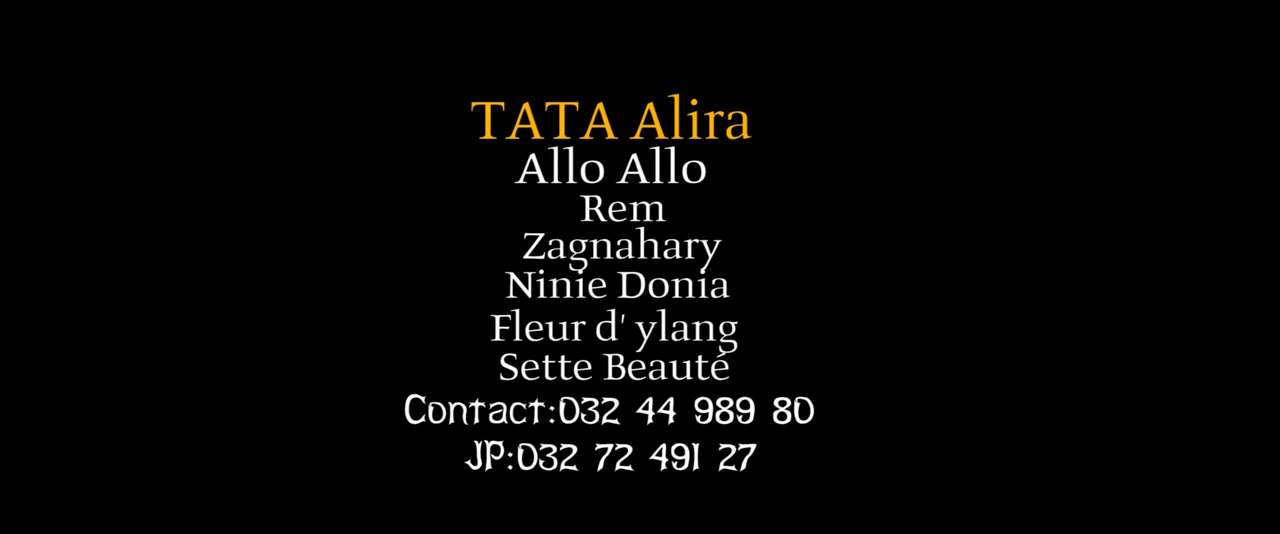 TATA Alira
Allo Allo
Rem
Zagnahary
Ninie Donia
Fleur d' ylang
Sette Beauté
Contact:032 44 989 80
JP:032 72 491 27